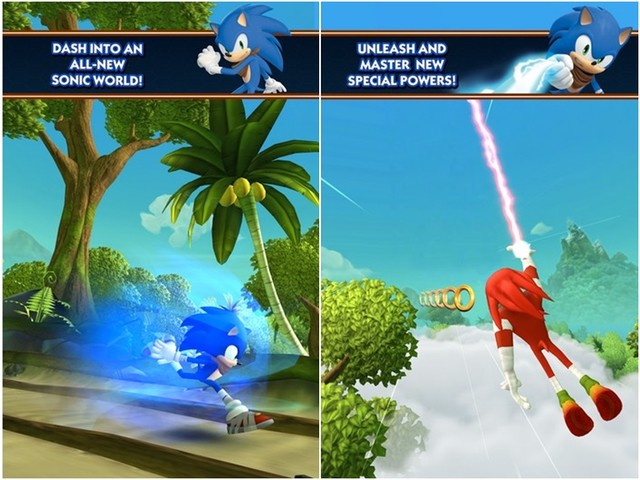 DASH INTO AN
ALL-NEW
SONIC WORLD!
UNLEASH AND
MASTER NEW
SPECIAL POWERS!